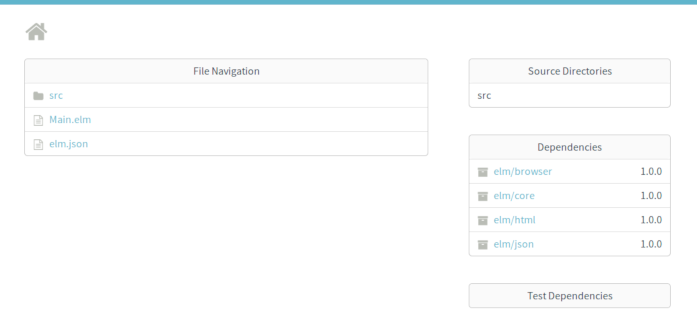 File Navigation
src
Main.elm
elm.json
Source Directories
src
Dependencies
elm/browser 1.0.0
elm/core 1.0.0
elm/html 1.0.0
elm/json 1.0.0
Test Dependencies